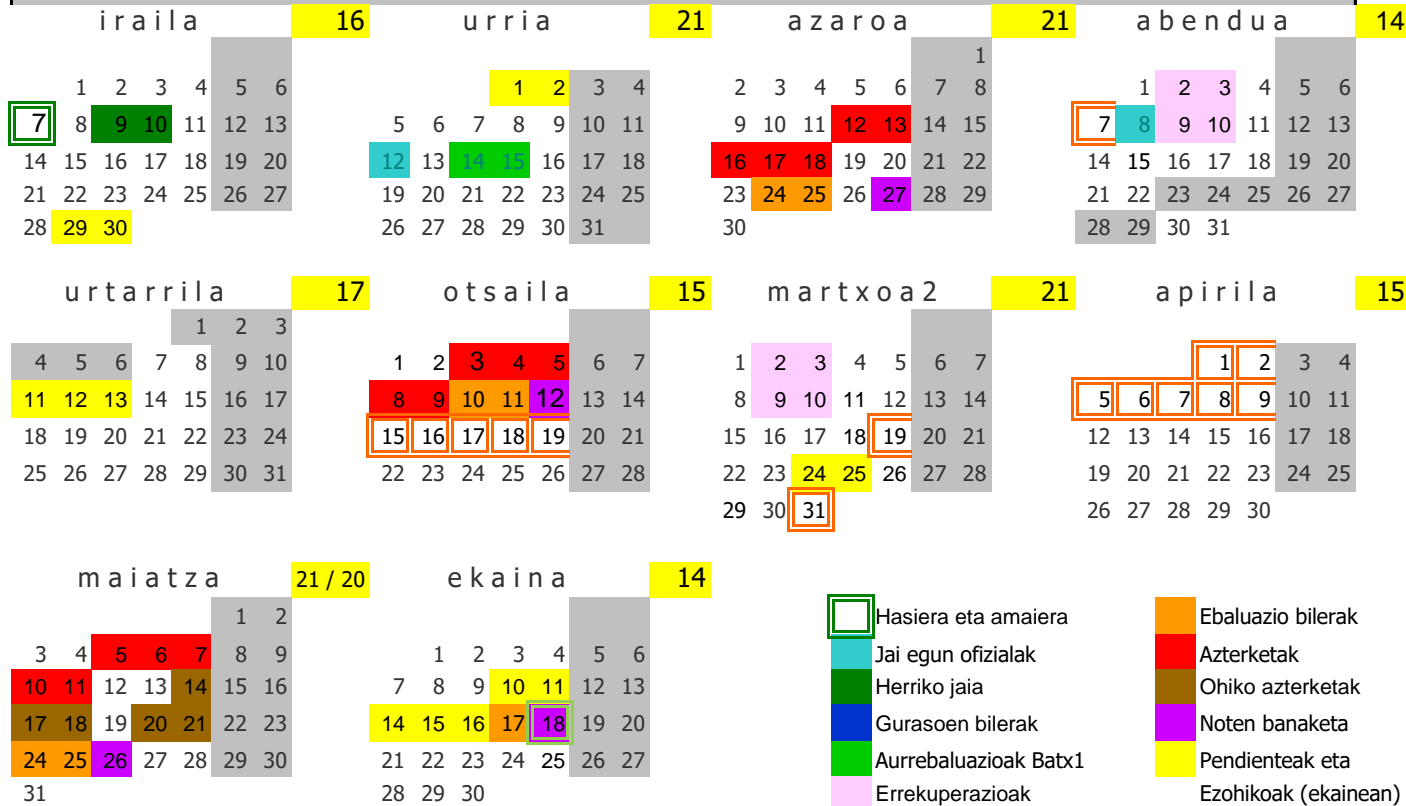 iraila 16 urria 21 azaroa 21 abendua 14
1
1 2 3 4 5 6 1 2 3 4 2 3 4 5 6 7 8 1 2 3 4 5 6
7 8 9 10 11 12 13 5 6 7 8 9 10 11 9 10 11 12 13 14 15 7 8 9 10 11 12 13
14 15 16 17 18 19 20 12 13 14 15 16 17 18 16 17 18 19 20 21 22 14 15 16 17 18 19 20
21 22 23 24 25 26 27 19 20 21 22 23 24 25 23 24 25 26 27 28 29 21 22 23 24 25 26 27
28 29 30 26 27 28 29 30 31 30 28 29 30 31
urtarrila 17 otsaila 15 martxoa2 21 apirila 15
1 2 3
4 5 6 7 8 9 10 1 2 3 4 5 6 7 1 2 3 4 5 6 7 1 2 3 4
11 12 13 14 15 16 17 8 9 10 11 12 13 14 8 9 10 11 12 13 14 5 6 7 8 9 10 11
18 19 20 21 22 23 24 15 16 17 18 19 20 21 15 16 17 18 19 20 21 12 13 14 15 16 17 18
25 26 27 28 29 30 31 22 23 24 25 26 27 28 22 23 24 25 26 27 28 19 20 21 22 23 24 25
29 30 31 26 27 28 29 30
maiatza 21 / 20 ekaina 14
1 2 Hasiera eta amaiera Ebaluazio bilerak
3 4 5 6 7 8 9 1 2 3 4 5 6 Jai egun ofizialak Azterketak
10 11 12 13 14 15 16 7 8 9 10 11 12 13 Herriko jaia Ohiko azterketak
17 18 19 20 21 22 23 14 15 16 17 18 19 20 Gurasoen bilerak Noten banaketa
24 25 26 27 28 29 30 21 22 23 24 25 26 27 Aurrebaluazioak Batx1 Pendienteak eta
31 28 29 30 Errekuperazioak Ezohikoak (ekainean)